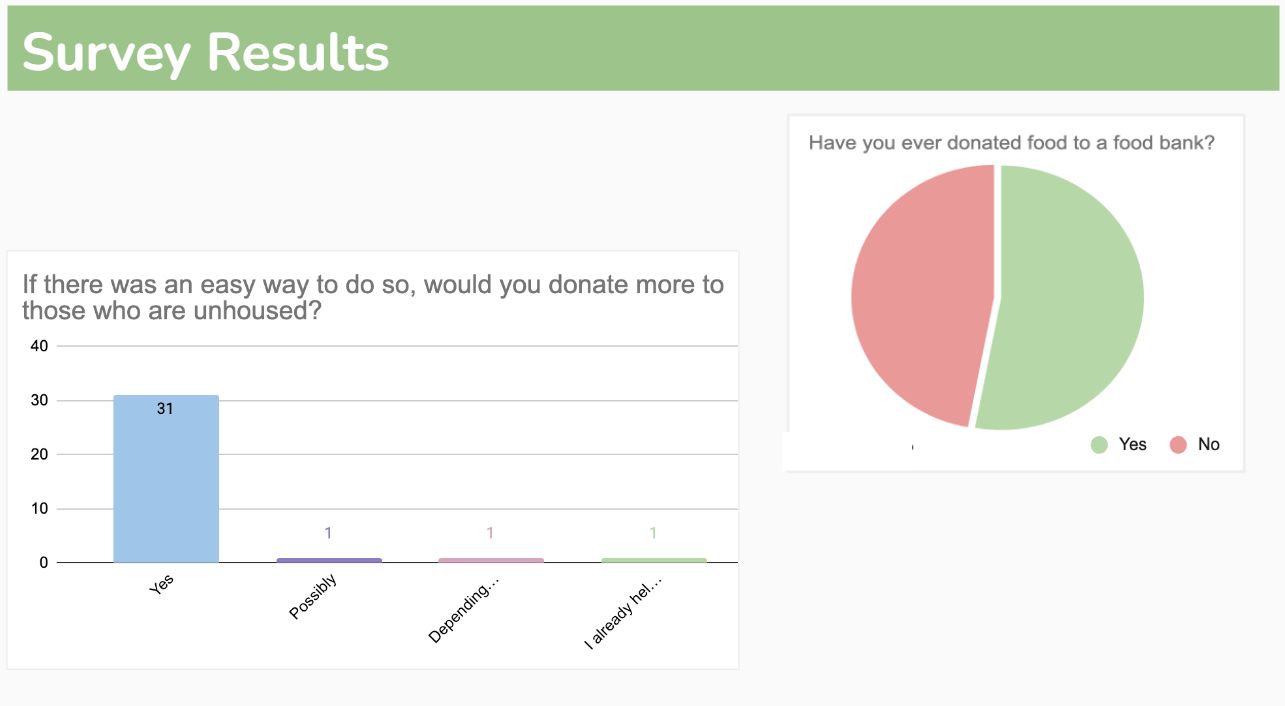 Survey Results
Have you ever donated food to a food bank?
Yes
No
If there was an easy way to do so, would you donate more to
those who are unhoused?
40
30
20
10
0
31
1
1
1
Yes
Possibly
Depending...
I already hel...